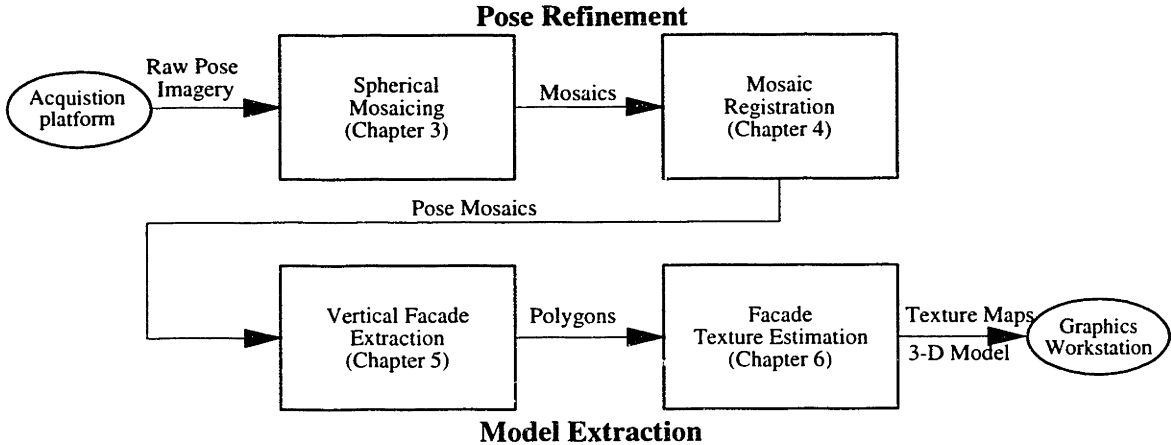 Pose Refinement
Acquistion
platform
Raw Pose
Imagery
Spherical
Mosaicing
(Chapter 3)
Mosaics
Mosaic
Registration
(Chapter 4)
Pose Mosaics
Vertical Facade
Extraction
(Chapter 5)
Polygons
Facade
Texture Estimation
(Chapter 6)
Texture Maps
3-D Model
Graphics
Workstation
Model Extraction